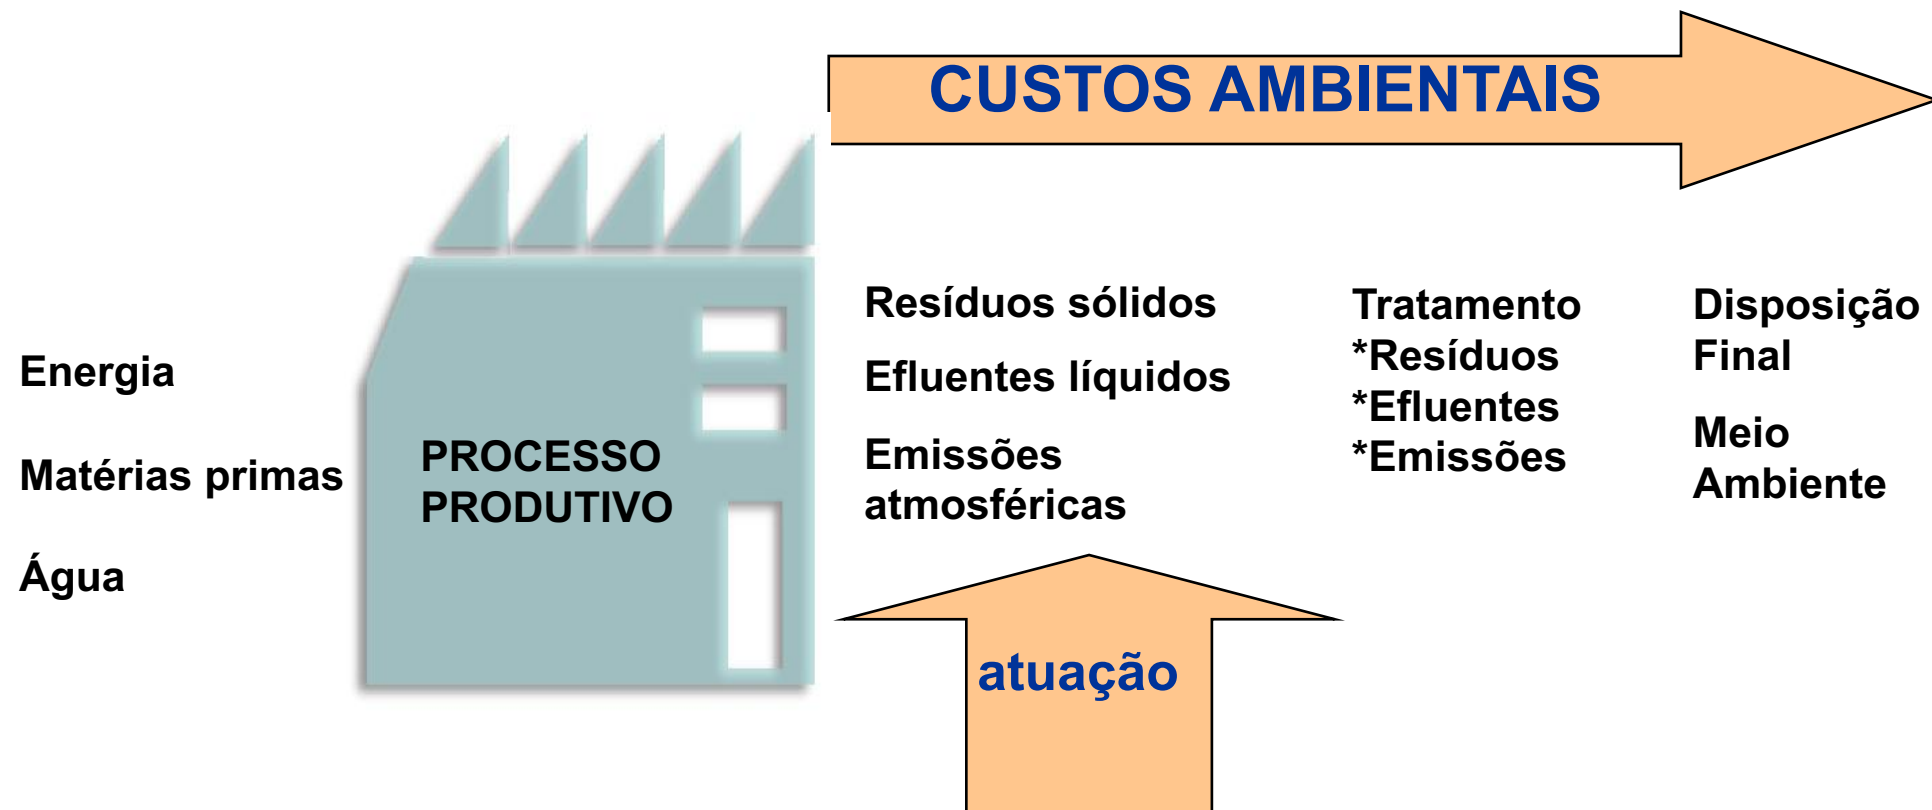 CUSTOS AMBIENTAIS
Energia
Matérias primas
Água
PROCESSO
PRODUTIVO
Resíduos sólidos
Efluentes líquidos
Emissões
atmosféricas
Tratamento
*Resíduos
*Efluentes
*Emissões
Disposição
Final
Meio
Ambiente
atuação